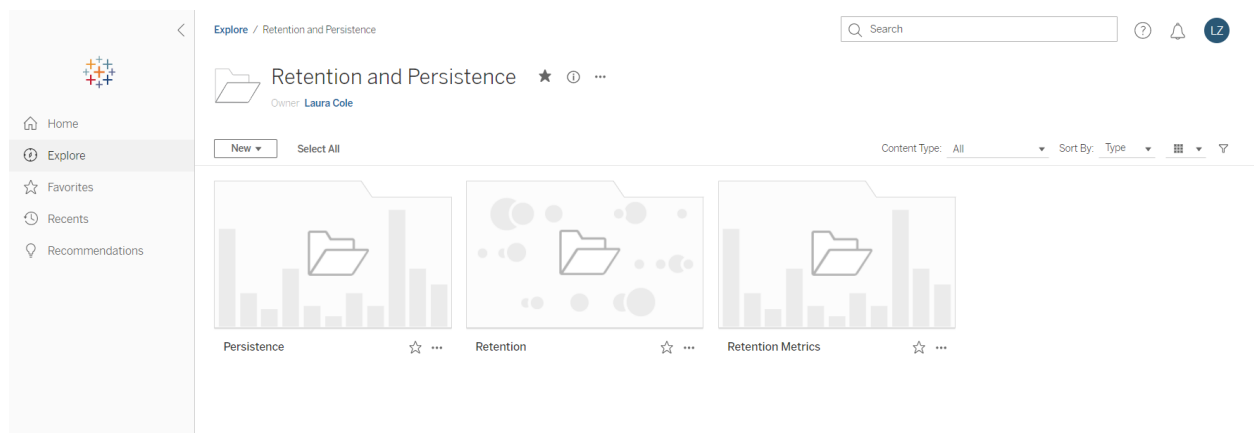 Explore / Retention and Persistence
Search
?
LZ
Retention and Persistence
Owner Laura Cole
Home
Explore
Favorites
Recents
Recommendations
New
Select All
Content Type: All
Sort By: Type
Persistence
Retention
Retention Metrics